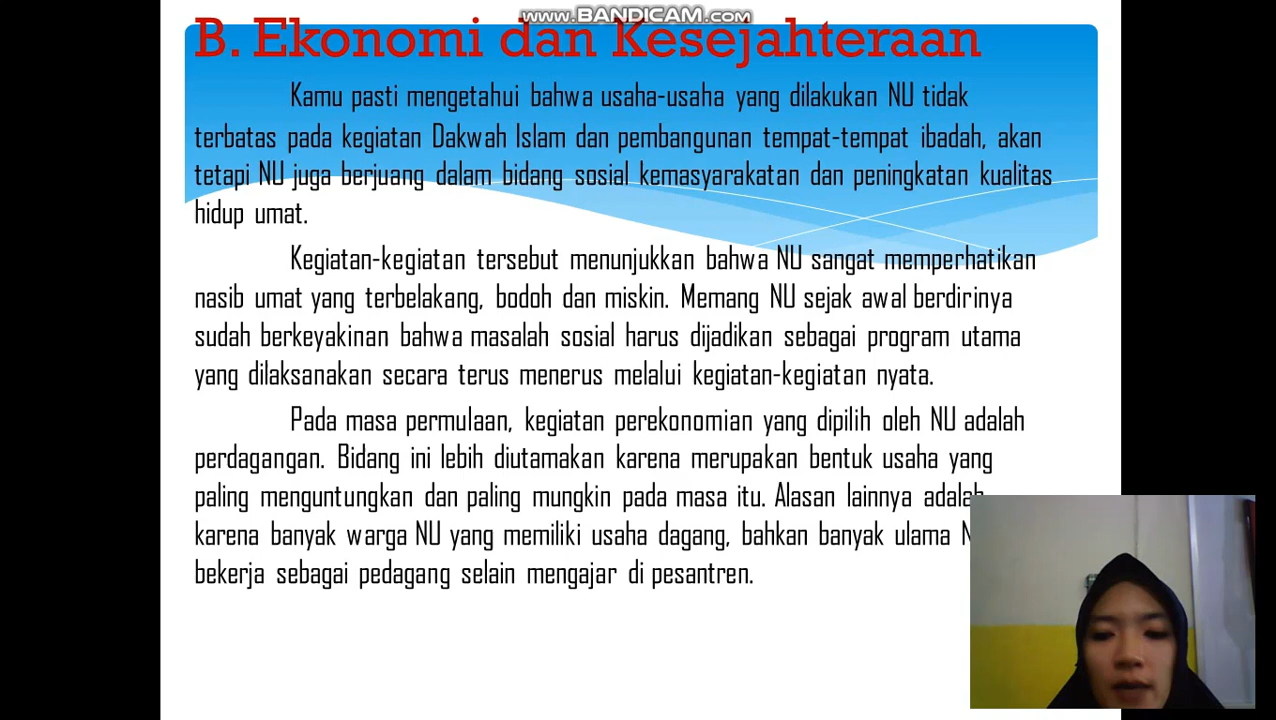 www.BANDICAM.com
B. Ekonomi dan Kesejahteraan
Kamu pasti mengetahui bahwa usaha-usaha yang dilakukan NU tidak
terbatas pada kegiatan Dakwah Islam dan pembangunan tempat-tempat ibadah, akan
tetapi NU juga berjuang dalam bidang sosial kemasyarakatan dan peningkatan kualitas
hidup umat.
Kegiatan-kegiatan tersebut menunjukkan bahwa NU sangat memperhatikan
nasib umat yang terbelakang, bodoh dan miskin. Memang NU sejak awal berdirinya
sudah berkeyakinan bahwa masalah sosial harus dijadikan sebagai program utama
yang dilaksanakan secara terus menerus melalui kegiatan-kegiatan nyata.
Pada masa permulaan, kegiatan perekonomian yang dipilih oleh NU adalah
perdagangan. Bidang ini lebih diutamakan karena merupakan bentuk usaha yang
paling menguntungkan dan paling mungkin pada masa itu. Alasan lainnya adalah
karena banyak warga NU yang memiliki usaha dagang, bahkan banyak ulama
bekerja sebagai pedagang selain mengajar di pesantren.